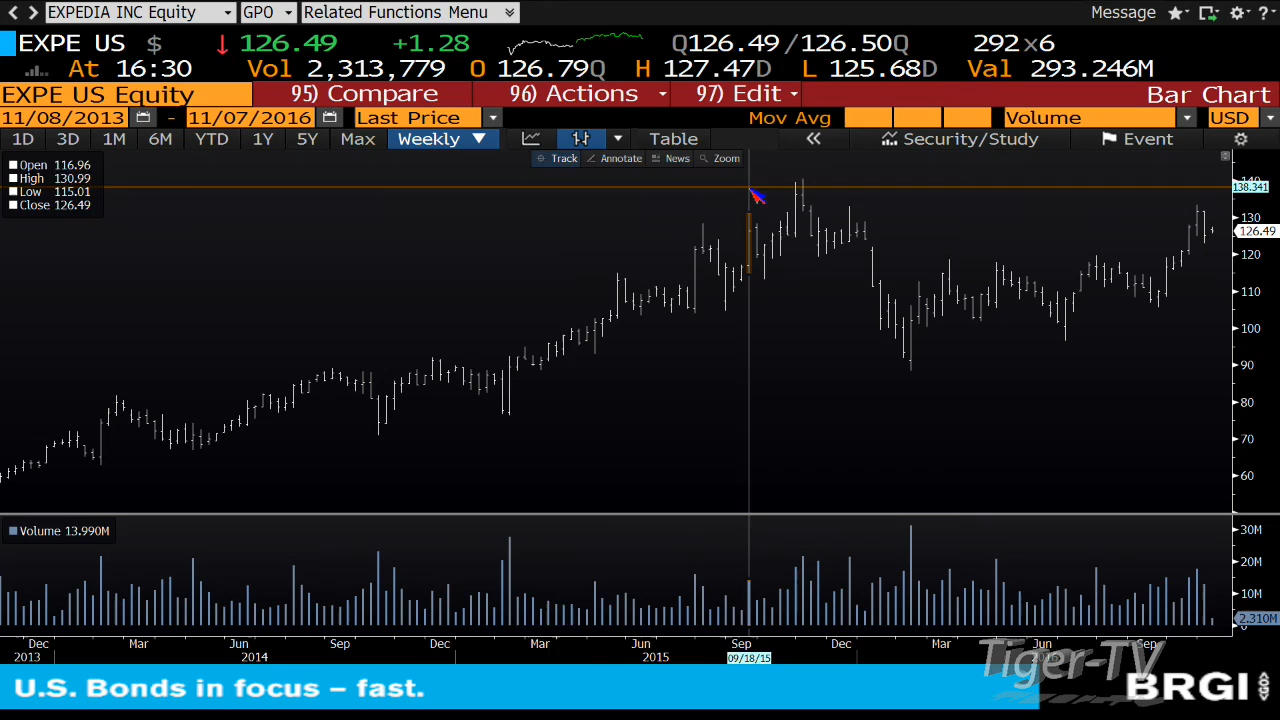 EXPEDIA INC Equity GPO Related Functions Menu Message ?
EXPE US $ ↓ 126.49 +1.28 Q126.49 /126.50Q 292x6
At 16:30 Vol 2,313,779 O 126.79Q H 127.47D L 125.68D Val 293.246M
EXPE US Equity 95) Compare 96) Actions 97) Edit Bar Chart
11/08/2013 - 11/07/2016 Last Price Mov Avg Volume USD
1D 3D 1M 6M YTD 1Y 5Y Max Weekly ▼ Table « Security/Study Event
Track Annotate News Zoom
Open 116.96
High 130.99
Low 115.01
Close 126.49
140
138.341
130
126.49
120
110
100
90
80
70
60
Volume 13.990M
30M
20M
10M
2.310M
0
Dec Mar Jun Sep Dec Mar Jun Sep Dec Mar Jun Sep
2013 2014 2015 09/18/15 2016
Tiger-TV
U.S. Bonds in focus – fast.
BRGI